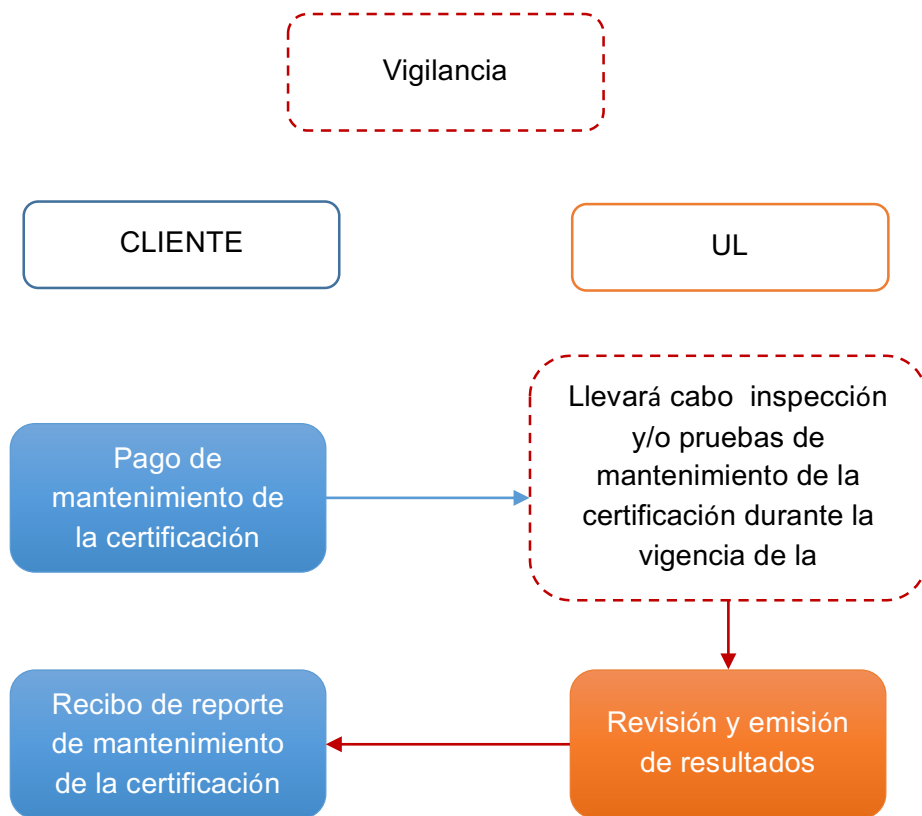 Vigilancia
CLIENTE
UL
Pago de
mantenimiento de
la certificación
Llevará cabo  inspección
y/o pruebas de
mantenimiento de la
certificación durante la
vigencia de la
Recibo de reporte
de mantenimiento
de la certificación
Revisión y emisión
de resultados